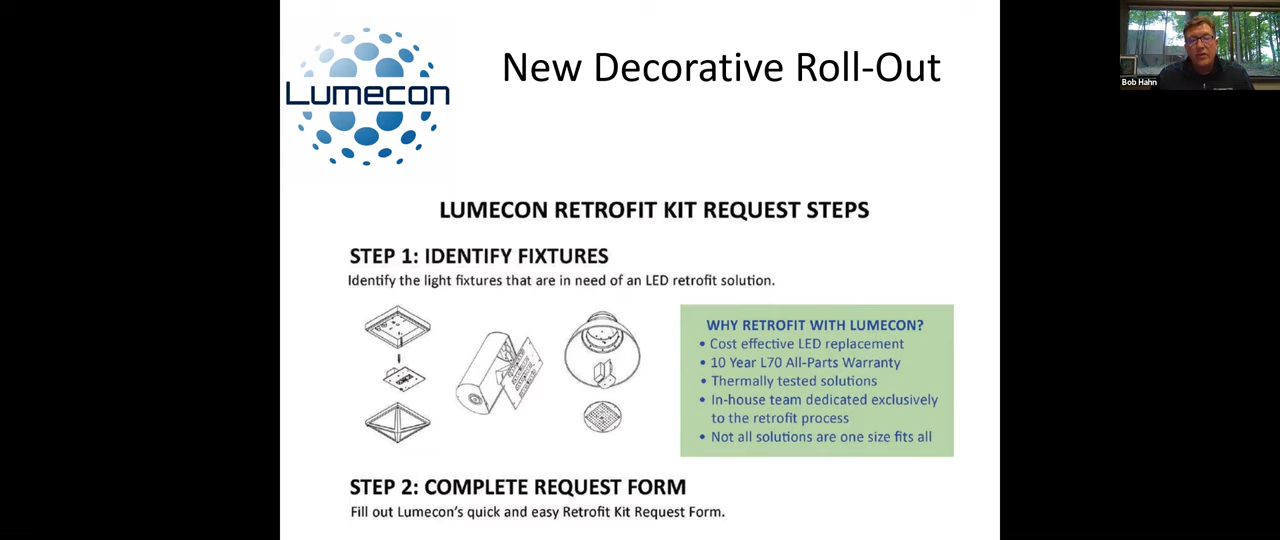 Lumecon
New Decorative Roll-Out
Bob Hahn
LUMECON RETROFIT KIT REQUEST STEPS
STEP 1: IDENTIFY FIXTURES
Identify the light fixtures that are in need of an LED retrofit solution.
WHY RETROFIT WITH LUMECON?
• Cost effective LED replacement
• 10 Year L70 All-Parts Warranty
• Thermally tested solutions
• In-house team dedicated exclusively
to the retrofit process
• Not all solutions are one size fits all
STEP 2: COMPLETE REQUEST FORM
Fill out Lumecon's quick and easy Retrofit Kit Request Form.